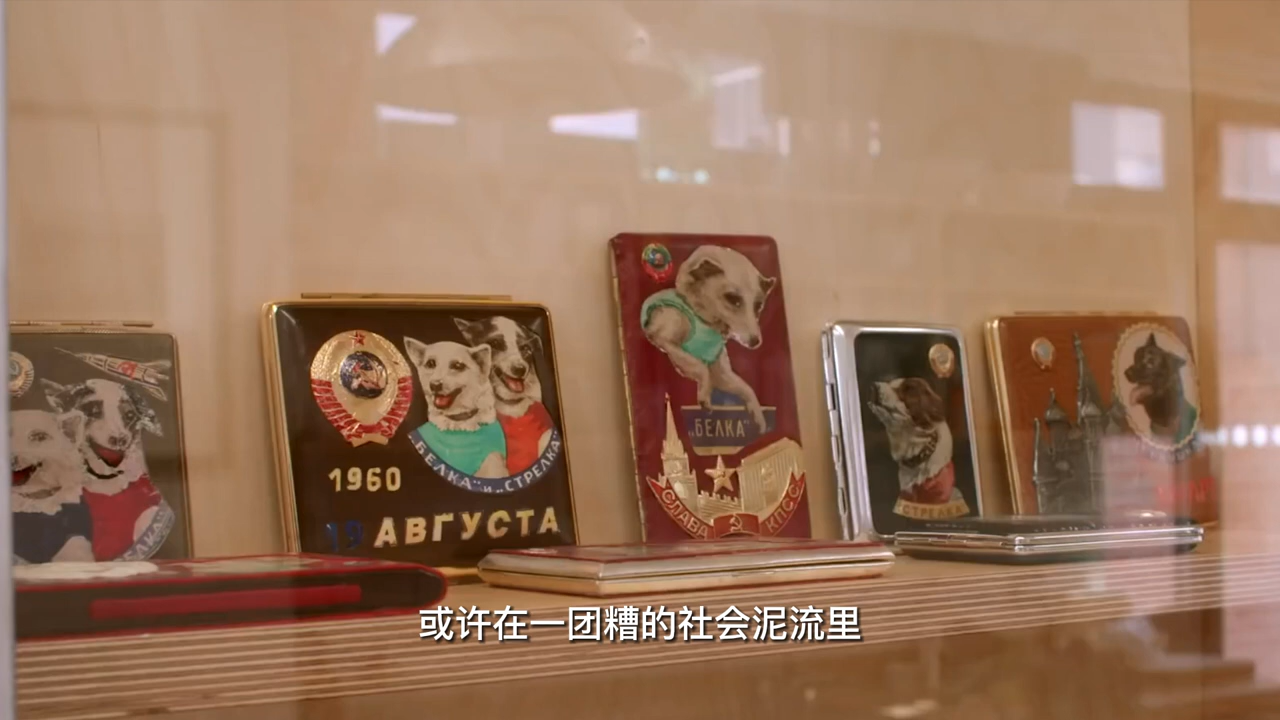 1960
19 АВГУСТА
„БЕЛКА" и „СТРЕЛКА"
„БЕЛКА"
СЛАВА КПСС
СТРЕЛКА
或许在一团糟的社会泥流里